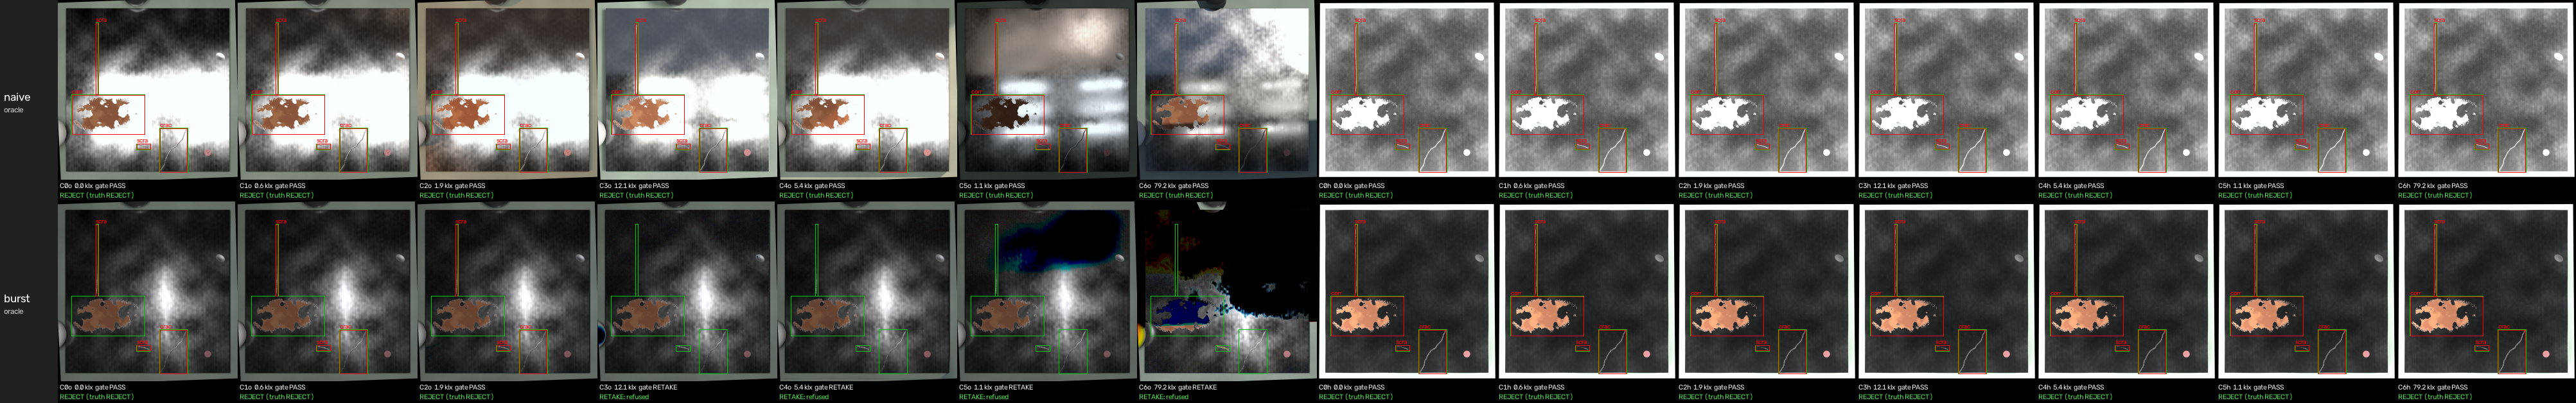 naive
oracle
C0o 0.0 klx gate PASS
REJECT (truth REJECT)
C1o 0.6 klx gate PASS
REJECT (truth REJECT)
C2o 1.9 klx gate PASS
REJECT (truth REJECT)
C3o 12.1 klx gate PASS
REJECT (truth REJECT)
C4o 5.4 klx gate PASS
REJECT (truth REJECT)
C5o 1.1 klx gate PASS
REJECT (truth REJECT)
C6o 79.2 klx gate PASS
REJECT (truth REJECT)
C0h 0.0 klx gate PASS
REJECT (truth REJECT)
C1h 0.6 klx gate PASS
REJECT (truth REJECT)
C2h 1.9 klx gate PASS
REJECT (truth REJECT)
C3h 12.1 klx gate PASS
REJECT (truth REJECT)
C4h 5.4 klx gate PASS
REJECT (truth REJECT)
C5h 1.1 klx gate PASS
REJECT (truth REJECT)
C6h 79.2 klx gate PASS
REJECT (truth REJECT)
burst
oracle
C0o 0.0 klx gate PASS
REJECT (truth REJECT)
C1o 0.6 klx gate PASS
REJECT (truth REJECT)
C2o 1.9 klx gate PASS
REJECT (truth REJECT)
C3o 12.1 klx gate RETAKE
RETAKE: refused
C4o 5.4 klx gate RETAKE
RETAKE: refused
C5o 1.1 klx gate RETAKE
RETAKE: refused
C6o 79.2 klx gate RETAKE
RETAKE: refused
C0h 0.0 klx gate PASS
REJECT (truth REJECT)
C1h 0.6 klx gate PASS
REJECT (truth REJECT)
C2h 1.9 klx gate PASS
REJECT (truth REJECT)
C3h 12.1 klx gate PASS
REJECT (truth REJECT)
C4h 5.4 klx gate PASS
REJECT (truth REJECT)
C5h 1.1 klx gate PASS
REJECT (truth REJECT)
C6h 79.2 klx gate PASS
REJECT (truth REJECT)